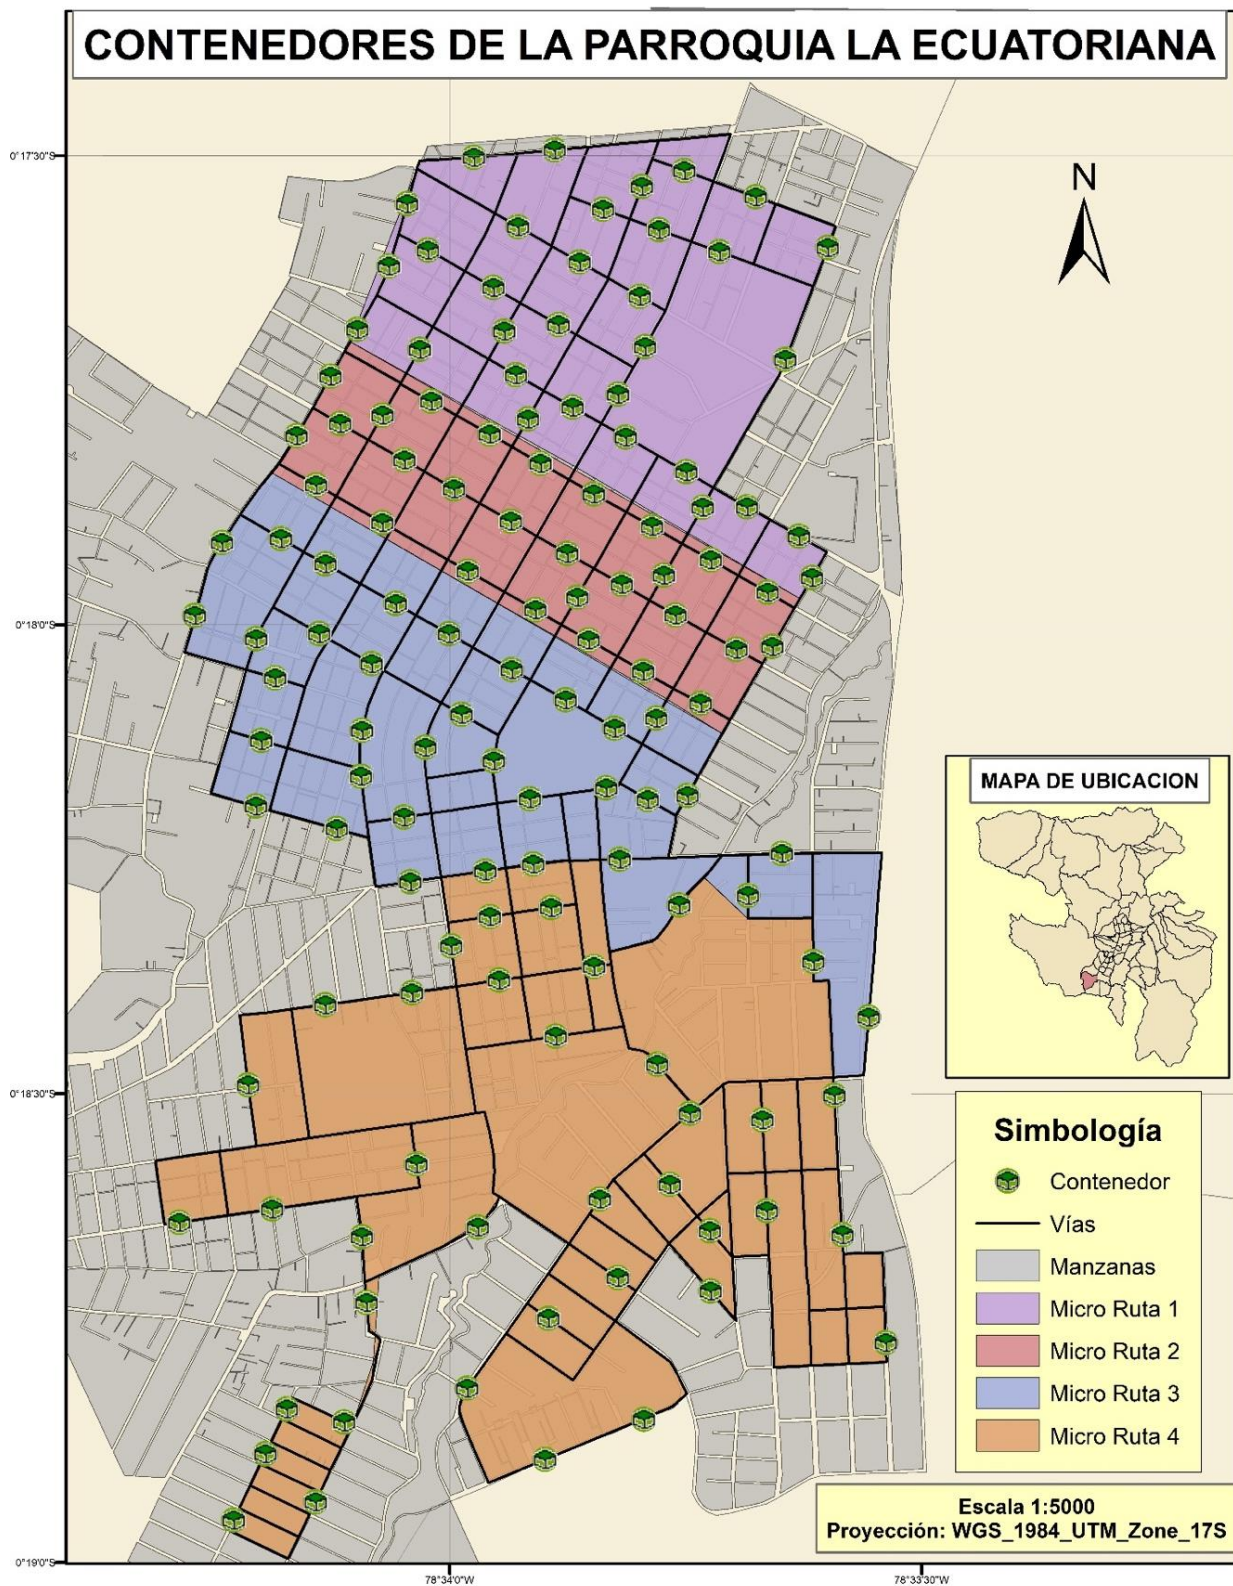 CONTENEDORES DE LA PARROQUIA LA ECUATORIANA
0°17'30"S
N
0°18'0"S
MAPA DE UBICACION
0°18'30"S
Simbología
Contenedor
Vías
Manzanas
Micro Ruta 1
Micro Ruta 2
Micro Ruta 3
Micro Ruta 4
Escala 1:5000
Proyección: WGS_1984_UTM_Zone_17S
0°19'0"S
78°34'0"W
78°33'30"W